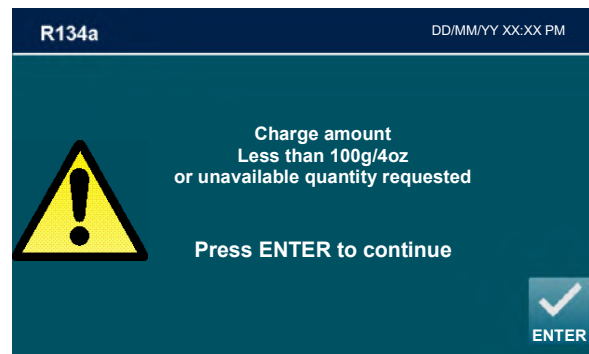 R134a
DD/MM/YY XX:XX PM
Charge amount
Less than 100g/4oz
or unavailable quantity requested
Press ENTER to continue
ENTER